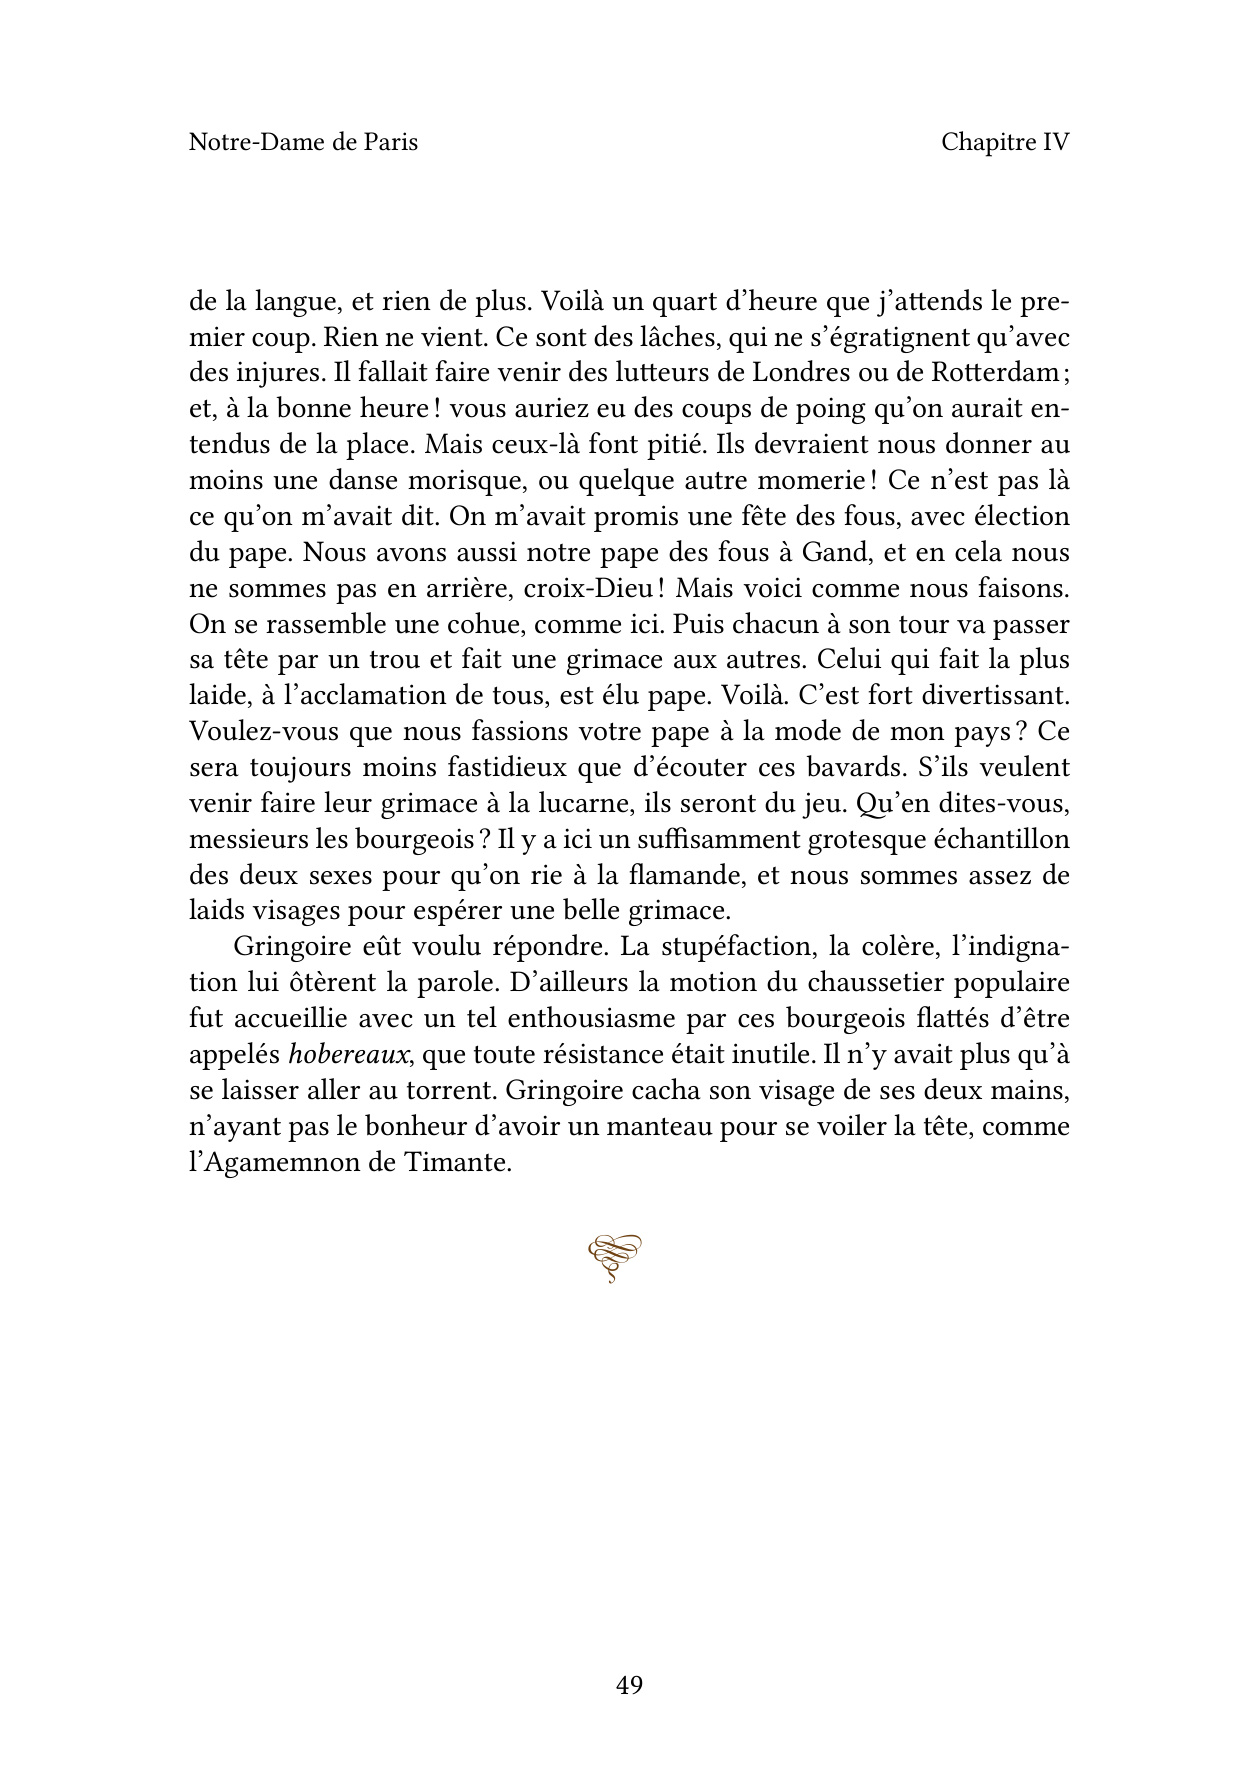 Notre-Dame de Paris
Chapitre IV
de la langue, et rien de plus. Voilà un quart d’heure que j’attends le pre-
mier coup. Rien ne vient. Ce sont des lâches, qui ne s’égratignent qu’avec
des injures. Il fallait faire venir des lutteurs de Londres ou de Rotterdam ;
et, à la bonne heure ! vous auriez eu des coups de poing qu’on aurait en-
tendus de la place. Mais ceux-là font pitié. Ils devraient nous donner au
moins une danse morisque, ou quelque autre momerie ! Ce n’est pas là
ce qu’on m’avait dit. On m’avait promis une fête des fous, avec élection
du pape. Nous avons aussi notre pape des fous à Gand, et en cela nous
ne sommes pas en arrière, croix-Dieu ! Mais voici comme nous faisons.
On se rassemble une cohue, comme ici. Puis chacun à son tour va passer
sa tête par un trou et fait une grimace aux autres. Celui qui fait la plus
laide, à l’acclamation de tous, est élu pape. Voilà. C’est fort divertissant.
Voulez-vous que nous fassions votre pape à la mode de mon pays ? Ce
sera toujours moins fastidieux que d’écouter ces bavards. S’ils veulent
venir faire leur grimace à la lucarne, ils seront du jeu. Qu’en dites-vous,
messieurs les bourgeois ? Il y a ici un suffisamment grotesque échantillon
des deux sexes pour qu’on rie à la flamande, et nous sommes assez de
laids visages pour espérer une belle grimace.
Gringoire eût voulu répondre. La stupéfaction, la colère, l’indigna-
tion lui ôtèrent la parole. D’ailleurs la motion du chaussetier populaire
fut accueillie avec un tel enthousiasme par ces bourgeois flattés d’être
appelés hobereaux, que toute résistance était inutile. Il n’y avait plus qu’à
se laisser aller au torrent. Gringoire cacha son visage de ses deux mains,
n’ayant pas le bonheur d’avoir un manteau pour se voiler la tête, comme
l’Agamemnon de Timante.
49